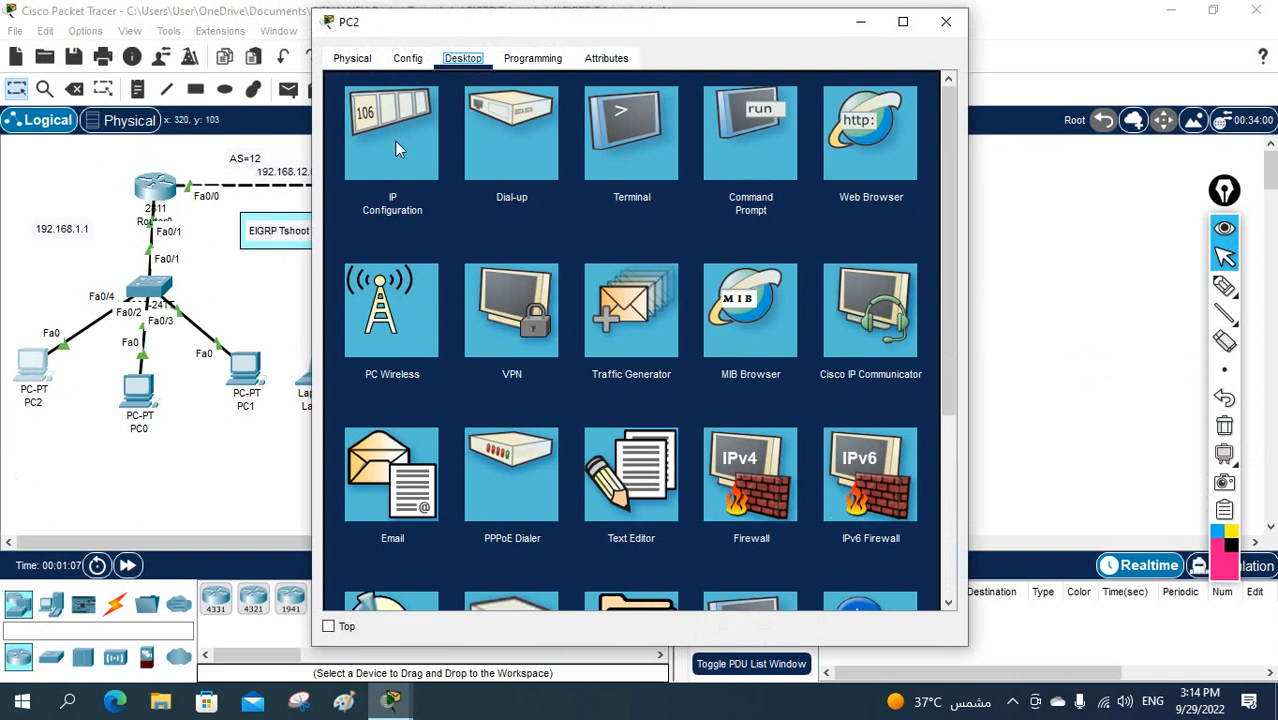 Cisco Packet Tracer - C:\Users\User\OneDrive\Documents\
File Edit Options View Tools Extensions Window
Logical Physical x: 320, y: 103
Root 00:34:00
PC2
Physical Config Desktop Programming Attributes
106
>
run
http:
IP
Configuration
Dial-up
Terminal
Command
Prompt
Web Browser
MIB
PC Wireless
VPN
Traffic Generator
MIB Browser
Cisco IP Communicator
@
IPv4
IPv6
Email
PPPoE Dialer
Text Editor
Firewall
IPv6 Firewall
Top
AS=12
192.168.12.
Fa0/0
2611
Router0
192.168.1.1
Fa0/1
EIGRP Tshoot
Fa0/1
Fa0/4
Fa0/2
Fa0/3
Fa0
Fa0
Fa0
PC-PT
PC2
PC-PT
PC0
PC-PT
PC1
Time: 00:01:07
Realtime
4331 4321 1941
(Select a Device to Drag and Drop to the Workspace)
Toggle PDU List Window
Destination Type Color Time(sec) Periodic Num Edit
37°C مشمس
ENG
3:14 PM
9/29/2022